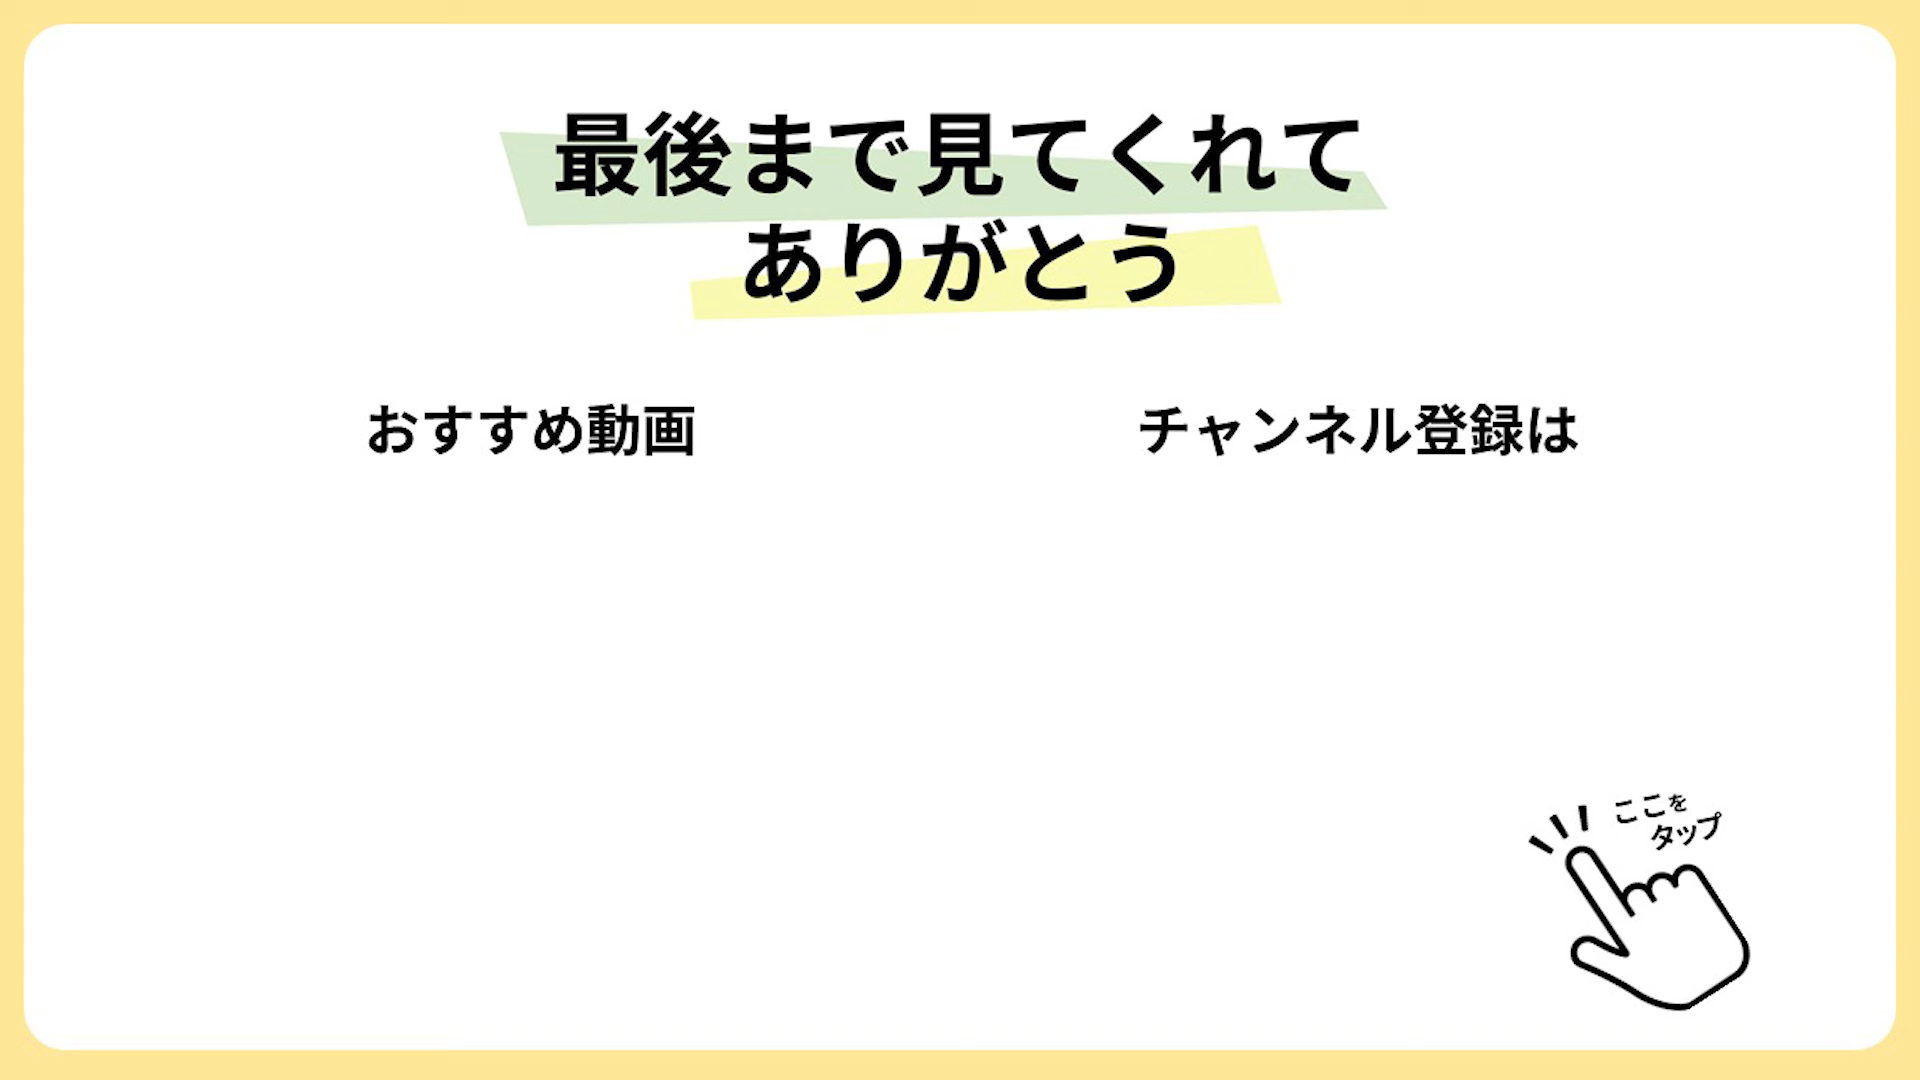 最後まで見てくれて
ありがとう
おすすめ動画
チャンネル登録は
ここを
タップ